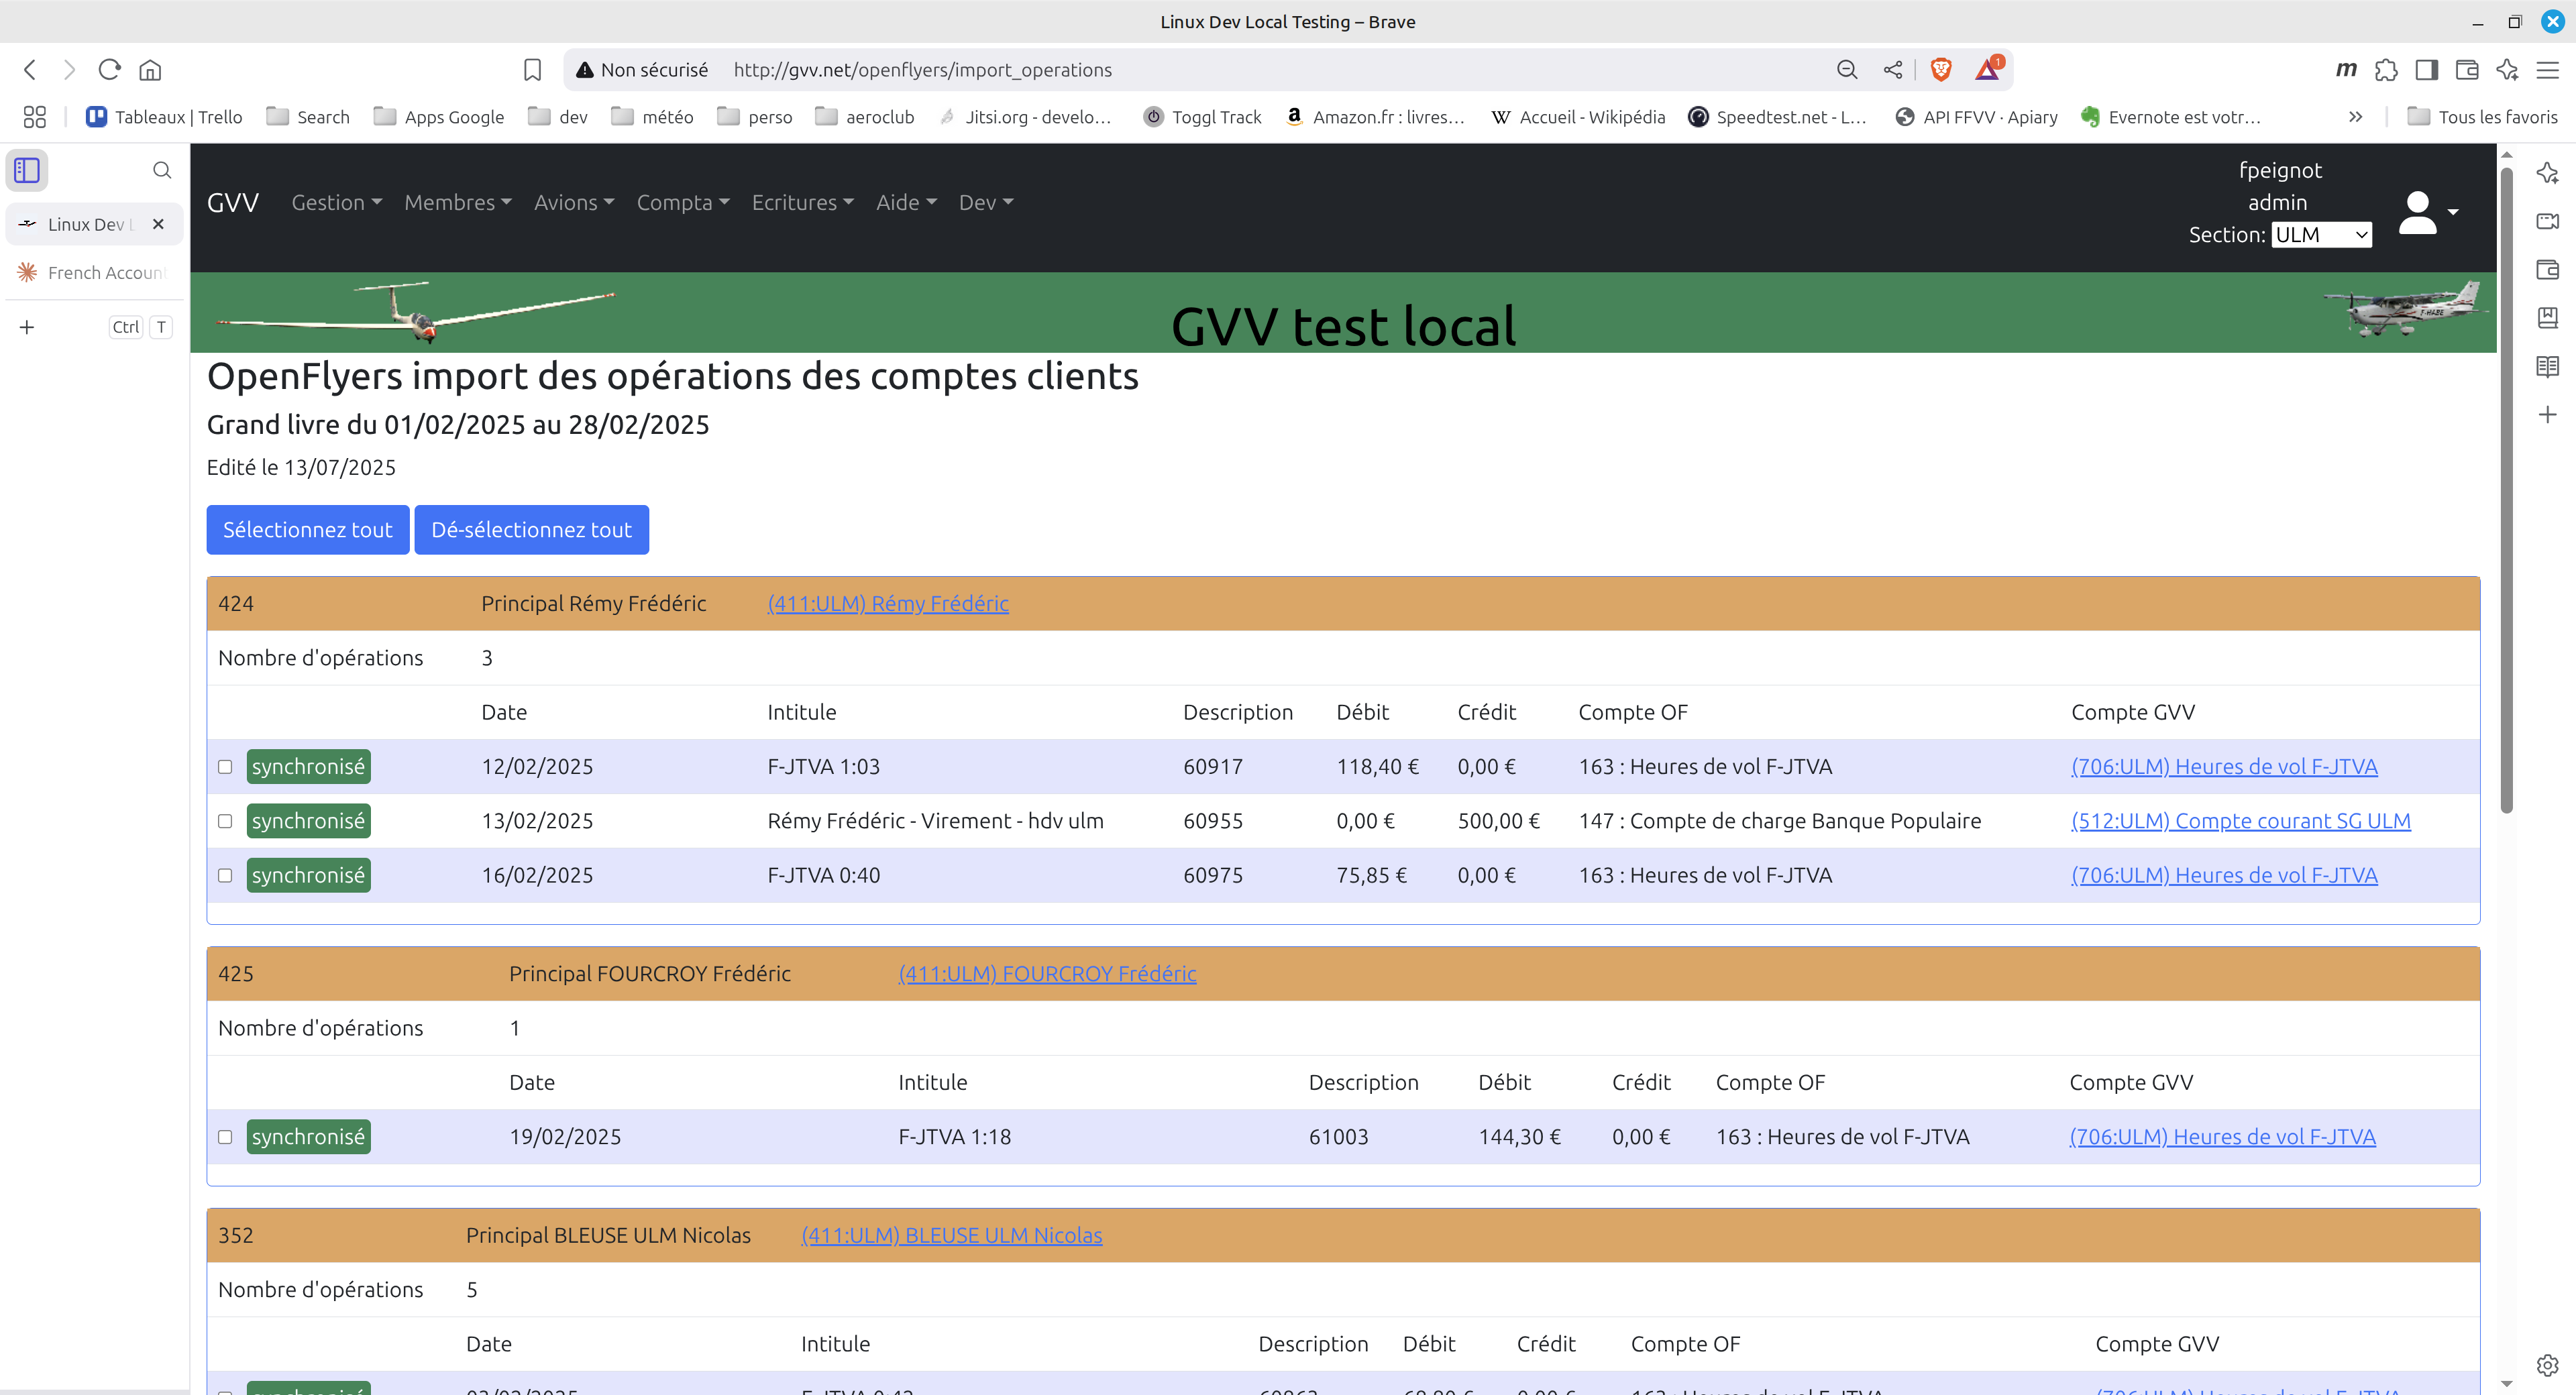 Linux Dev Local Testing – Brave
Non sécurisé http://gvv.net/openflyers/import_operations 1
Tableaux | Trello Search Apps Google dev météo perso aeroclub Jitsi.org - develo… Toggl Track Amazon.fr : livres… Accueil - Wikipédia Speedtest.net - L… API FFVV · Apiary Evernote est votr… Tous les favoris
Linux Dev L
French Accoun
Ctrl T
GVV Gestion Membres Avions Compta Ecritures Aide Dev
fpeignot
admin
Section: ULM
GVV test local
F-HABE
OpenFlyers import des opérations des comptes clients
Grand livre du 01/02/2025 au 28/02/2025
Edité le 13/07/2025
Sélectionnez tout Dé-sélectionnez tout
424 Principal Rémy Frédéric (411:ULM) Rémy Frédéric
Nombre d'opérations 3
Date Intitule Description Débit Crédit Compte OF Compte GVV
synchronisé 12/02/2025 F-JTVA 1:03 60917 118,40 € 0,00 € 163 : Heures de vol F-JTVA (706:ULM) Heures de vol F-JTVA
synchronisé 13/02/2025 Rémy Frédéric - Virement - hdv ulm 60955 0,00 € 500,00 € 147 : Compte de charge Banque Populaire (512:ULM) Compte courant SG ULM
synchronisé 16/02/2025 F-JTVA 0:40 60975 75,85 € 0,00 € 163 : Heures de vol F-JTVA (706:ULM) Heures de vol F-JTVA
425 Principal FOURCROY Frédéric (411:ULM) FOURCROY Frédéric
Nombre d'opérations 1
Date Intitule Description Débit Crédit Compte OF Compte GVV
synchronisé 19/02/2025 F-JTVA 1:18 61003 144,30 € 0,00 € 163 : Heures de vol F-JTVA (706:ULM) Heures de vol F-JTVA
352 Principal BLEUSE ULM Nicolas (411:ULM) BLEUSE ULM Nicolas
Nombre d'opérations 5
Date Intitule Description Débit Crédit Compte OF Compte GVV